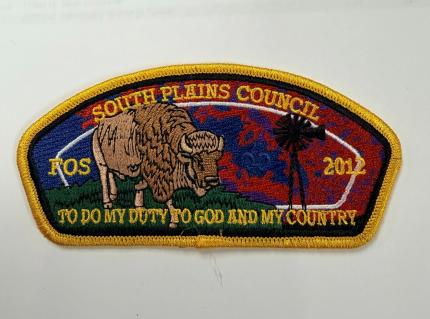 SOUTH PLAINS COUNCIL
FOS 2012
TO DO MY DUTY TO GOD AND MY COUNTRY